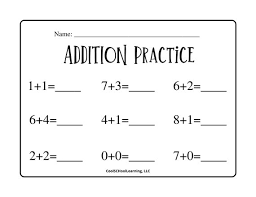 Name: ____________________
ADDITION PRACTICE
1+1=____ 7+3=____ 6+2=____
6+4=____ 4+1=____ 8+1=____
2+2=____ 0+0=____ 7+0=____
CoolSchoolLearning, LLC